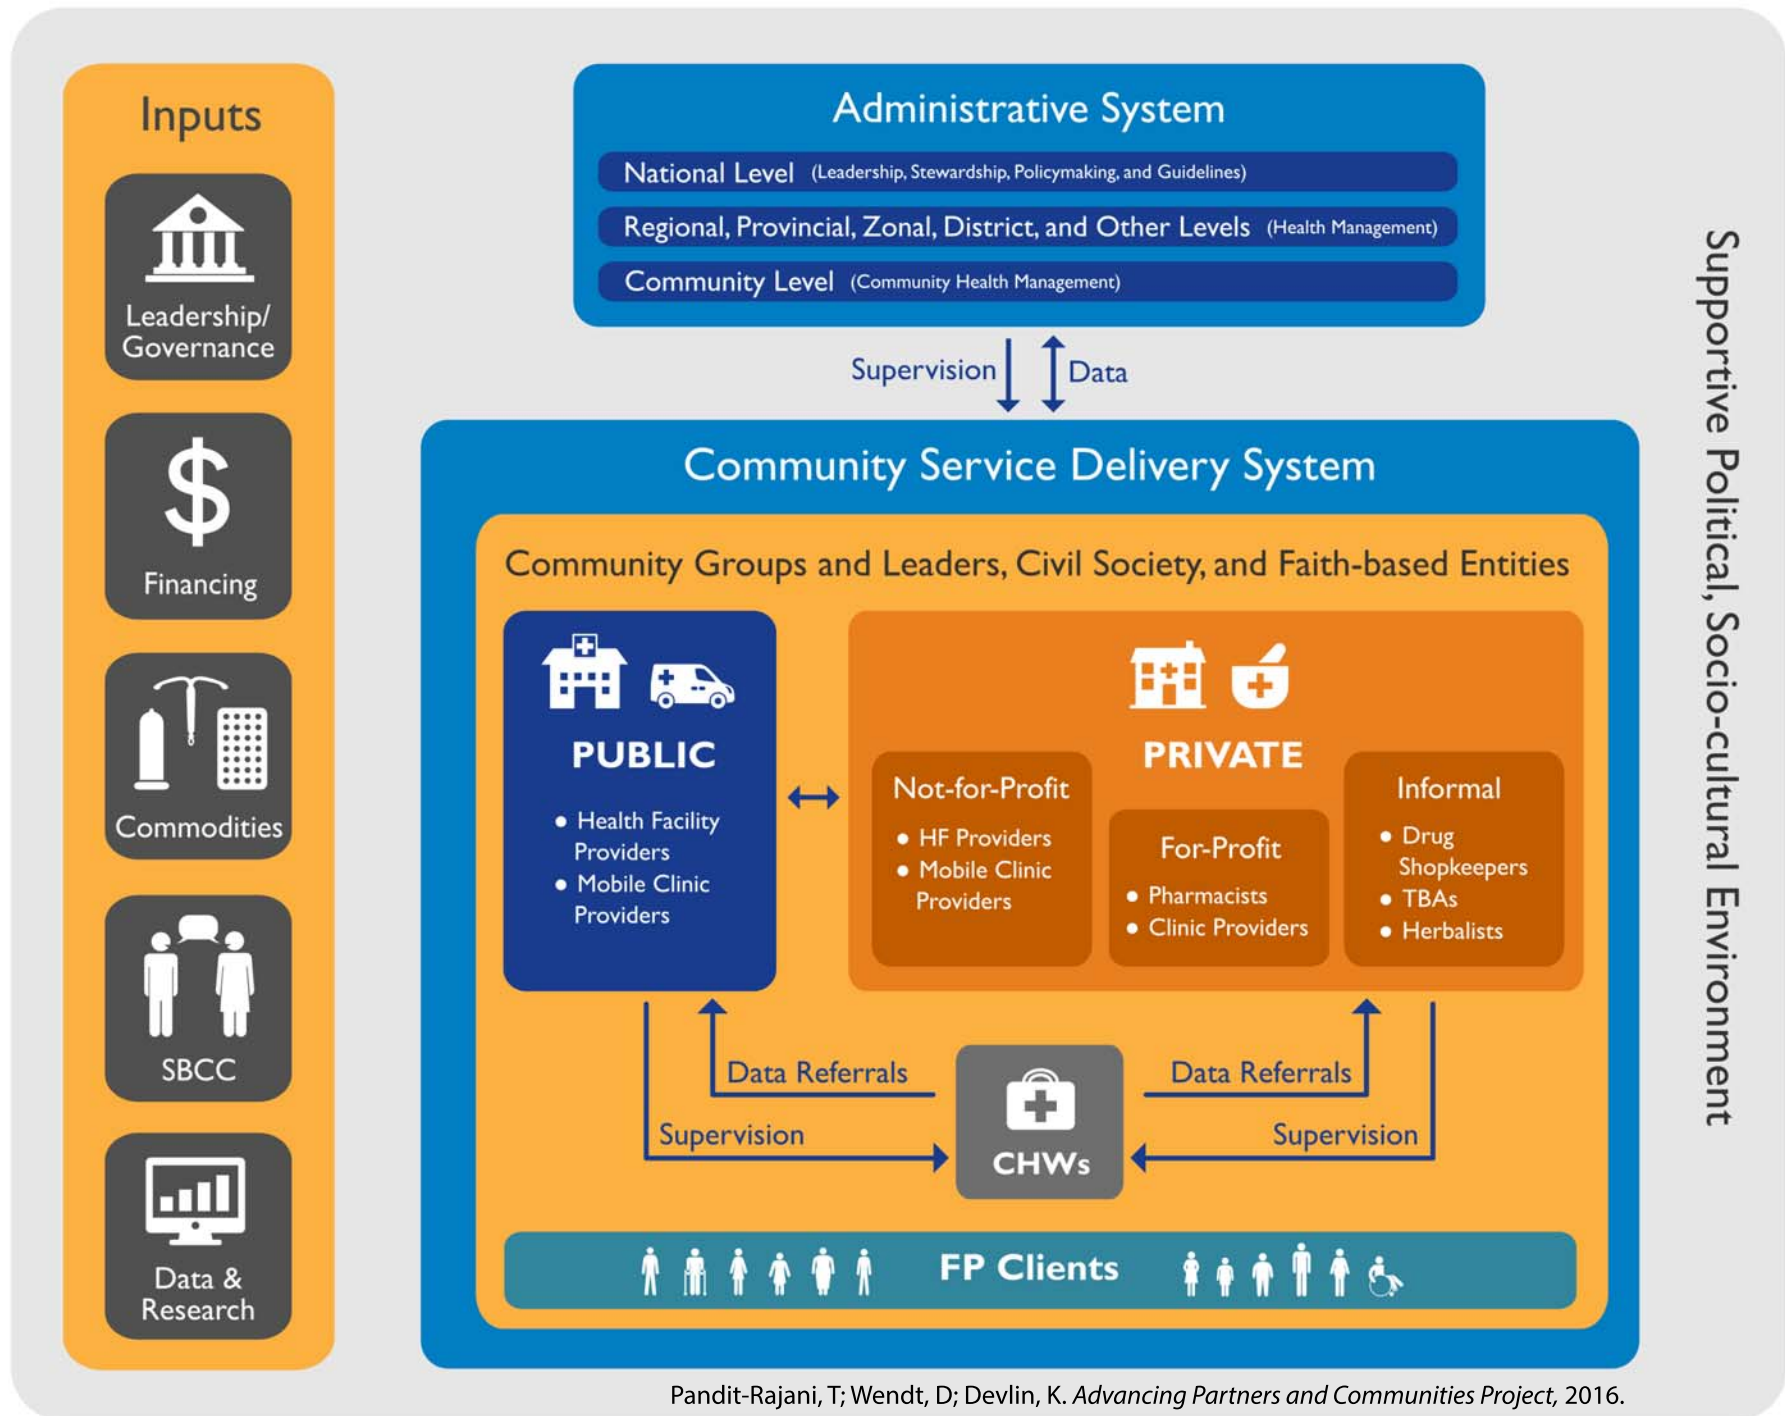 Inputs
Leadership/
Governance
Financing
Commodities
SBCC
Data &
Research
Administrative System
National Level (Leadership, Stewardship, Policymaking, and Guidelines)
Regional, Provincial, Zonal, District, and Other Levels (Health Management)
Community Level (Community Health Management)
Supervision
Data
Community Service Delivery System
Community Groups and Leaders, Civil Society, and Faith-based Entities
PUBLIC
• Health Facility
Providers
• Mobile Clinic
Providers
PRIVATE
Not-for-Profit
• HF Providers
• Mobile Clinic
Providers
For-Profit
• Pharmacists
• Clinic Providers
Informal
• Drug
Shopkeepers
• TBAs
• Herbalists
Data Referrals
Supervision
CHWs
Data Referrals
Supervision
FP Clients
Supportive Political, Socio-cultural Environment
Pandit-Rajani, T; Wendt, D; Devlin, K. Advancing Partners and Communities Project, 2016.